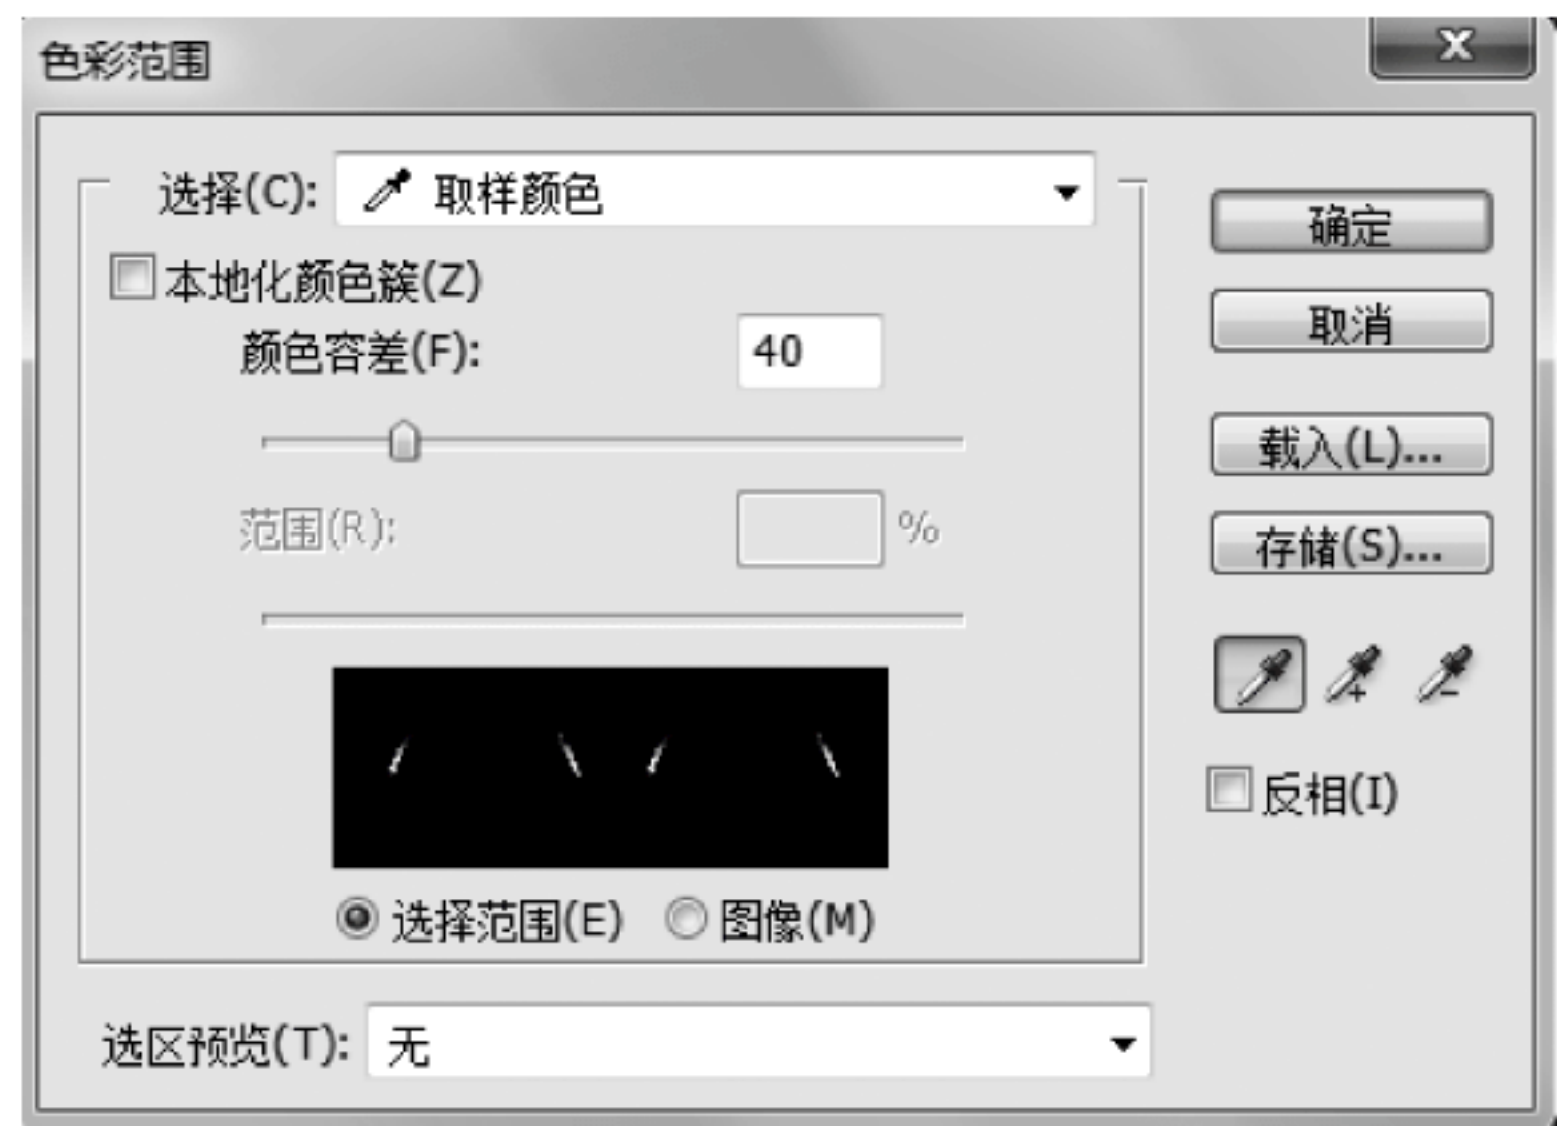 色彩范围
选择(C): 取样颜色
本地化颜色簇(Z)
颜色容差(F): 40
范围(R): %
选择范围(E) 图像(M)
选区预览(T): 无
确定
取消
载入(L)...
存储(S)...
反相(I)